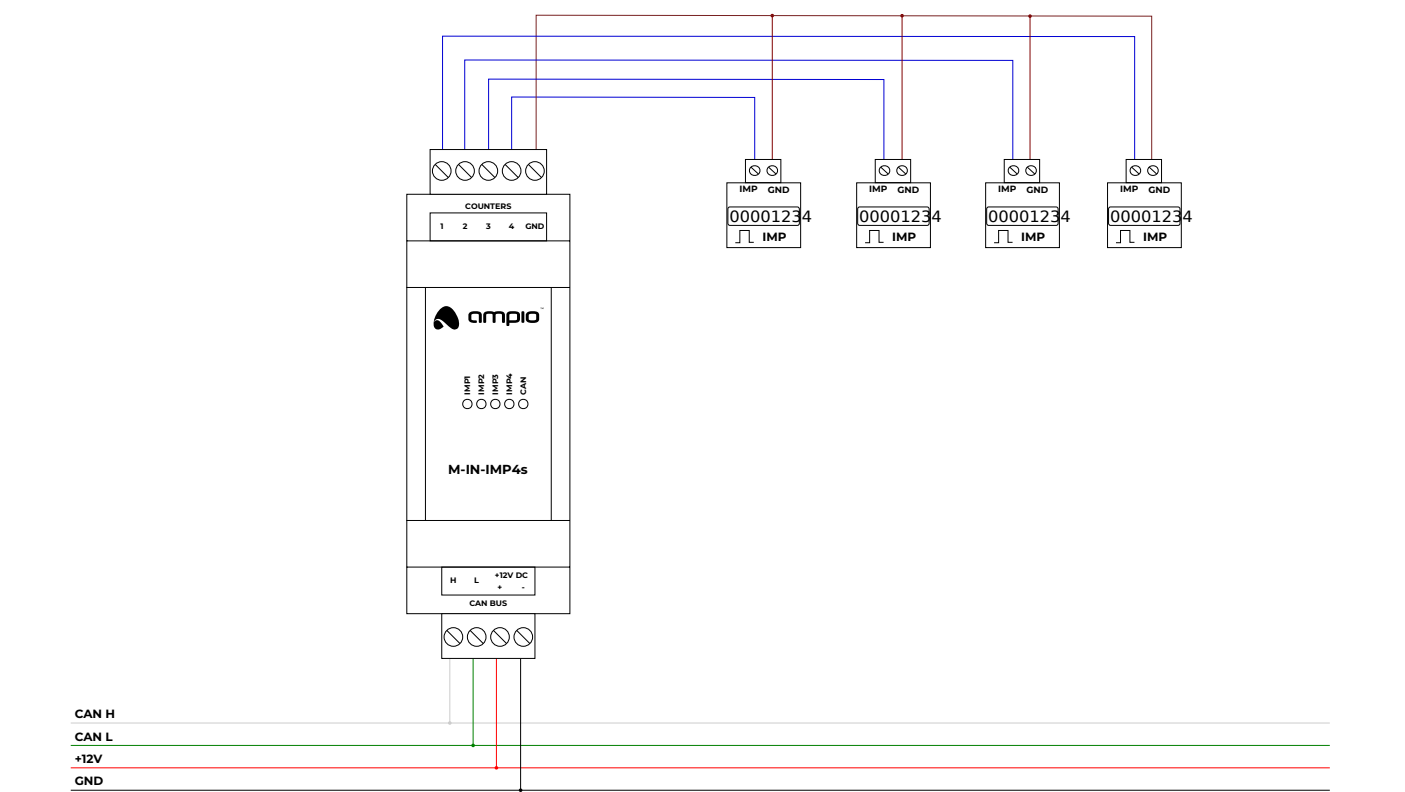 IMP GND
IMP GND
IMP GND
IMP GND
COUNTERS
00001234
00001234
00001234
00001234
1 2 3 4 GND
IMP
IMP
IMP
IMP
ampio™
IMP1
IMP2
IMP3
IMP4
CAN
M-IN-IMP4s
H L +12V DC
+ -
CAN BUS
CAN H
CAN L
+12V
GND